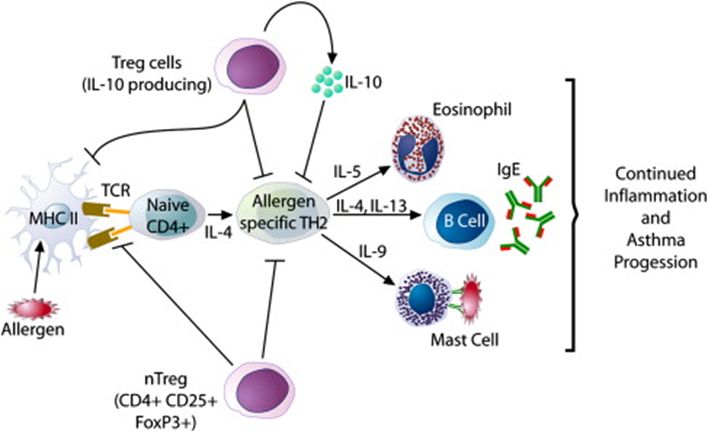 Treg cells
(IL-10 producing)
IL-10
Eosinophil
IgE
TCR
IL-5
MHC II
Naive
CD4+
IL-4
Allergen
specific TH2
IL-4, IL-13
B Cell
IL-9
Allergen
Mast Cell
nTreg
(CD4+ CD25+
FoxP3+)
Continued
Inflammation
and
Asthma
Progession